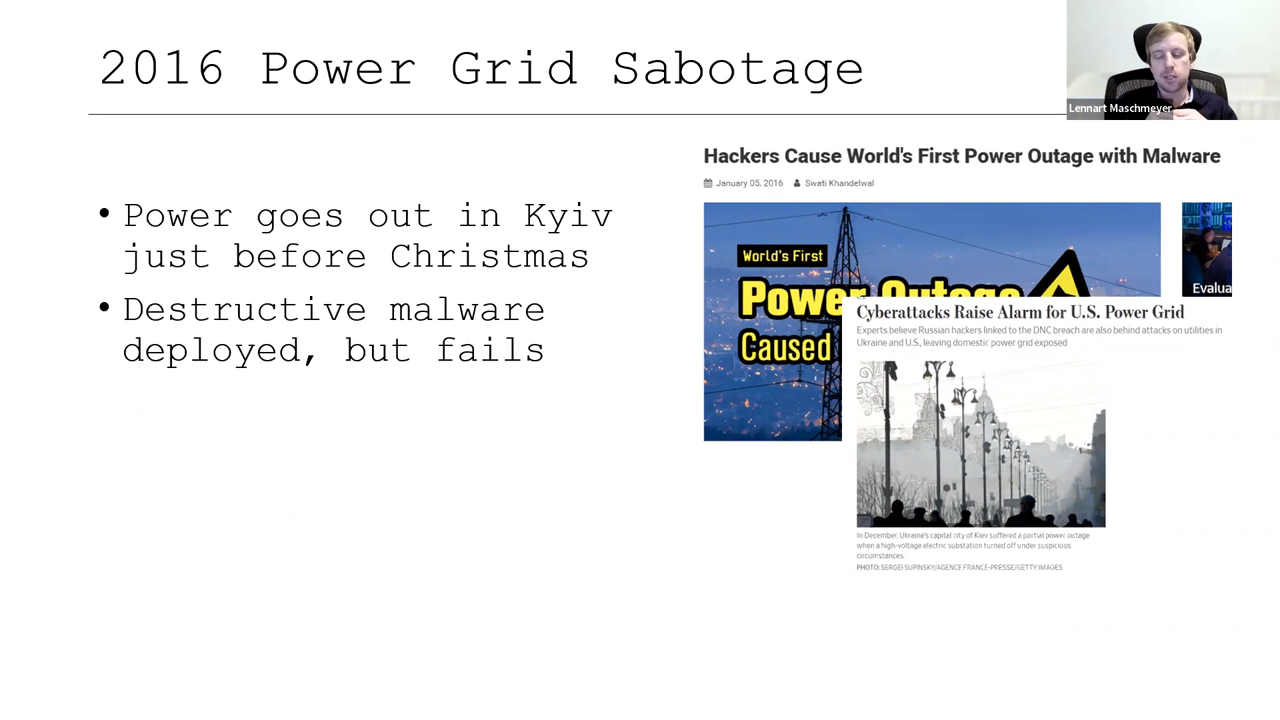 2016 Power Grid Sabotage
Lennart Maschmeyer
• Power goes out in Kyiv
just before Christmas
• Destructive malware
deployed, but fails
Hackers Cause World's First Power Outage with Malware
January 05, 2016 Swati Khandelwal
World's First
Power Outage
Caused
Evalua
Cyberattacks Raise Alarm for U.S. Power Grid
Experts believe Russian hackers linked to the DNC breach are also behind attacks on utilities in
Ukraine and U.S., leaving domestic power grid exposed
In December, Ukraine's capital city of Kiev suffered a partial power outage
when a high-voltage electric substation turned off under suspicious
circumstances.
PHOTO: SERGEI SUPINSKY/AGENCE FRANCE-PRESSE/GETTY IMAGES